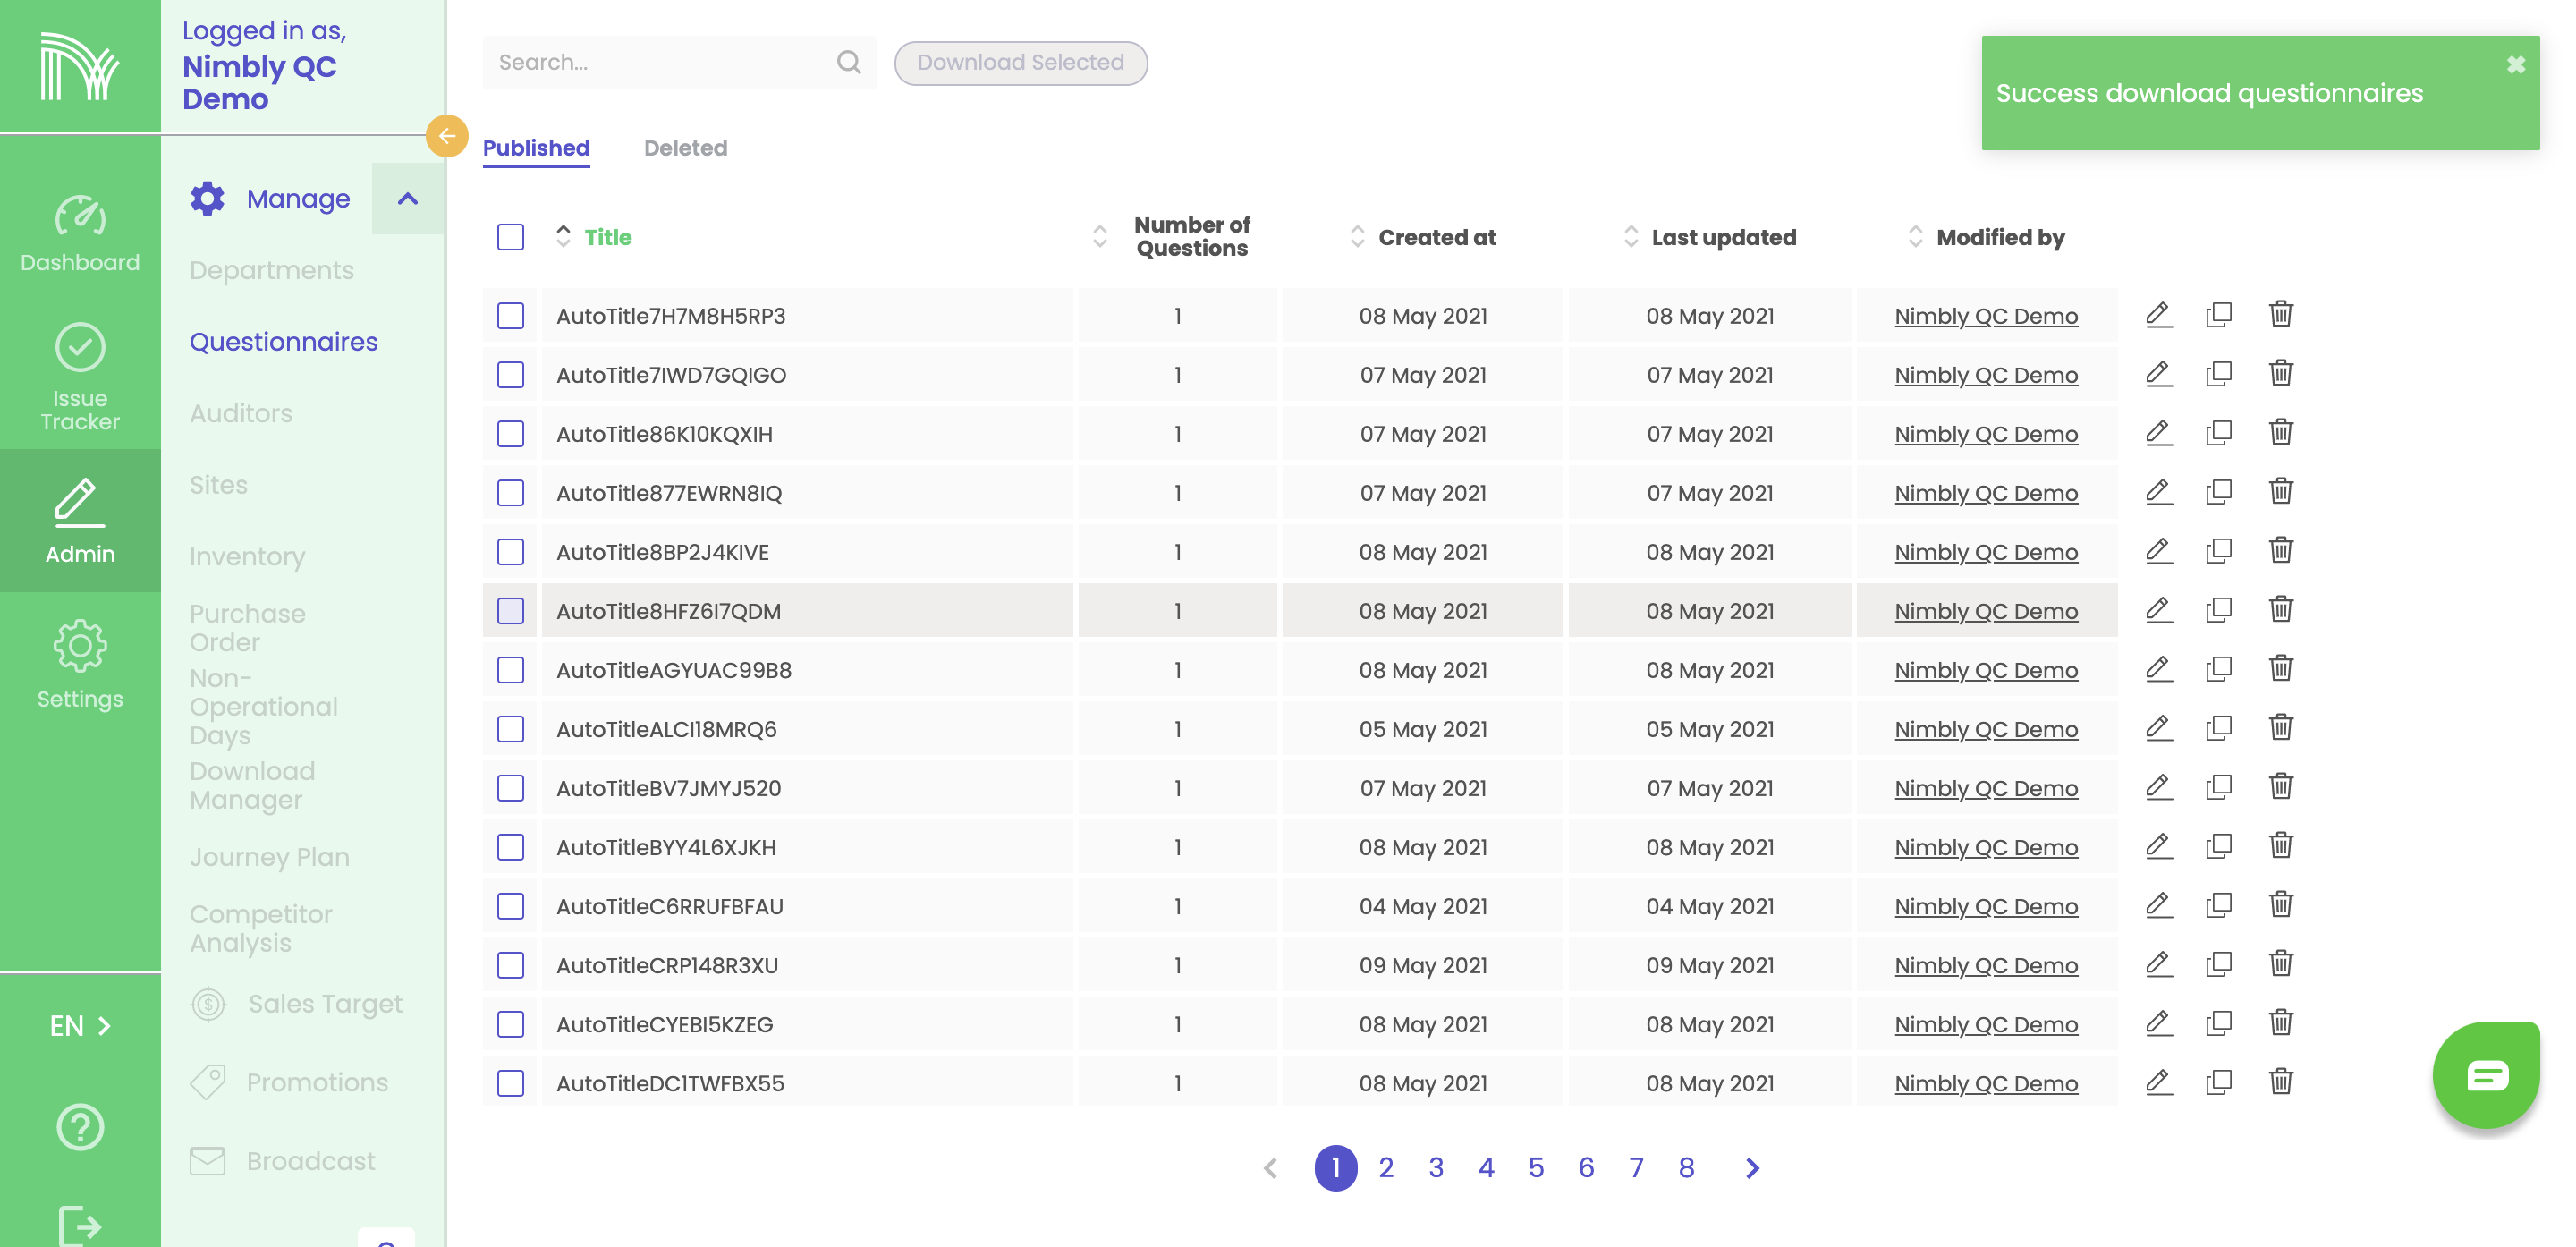 Logged in as,
Nimbly QC
Demo
Dashboard
Issue
Tracker
Admin
Settings
EN
Manage
Departments
Questionnaires
Auditors
Sites
Inventory
Purchase
Order
Non-
Operational
Days
Download
Manager
Journey Plan
Competitor
Analysis
Sales Target
Promotions
Broadcast
Search...
Download Selected
Success download questionnaires
Published Deleted
Title Number of Questions Created at Last updated Modified by
AutoTitle7H7M8H5RP3 1 08 May 2021 08 May 2021 Nimbly QC Demo
AutoTitle7IWD7GQIGO 1 07 May 2021 07 May 2021 Nimbly QC Demo
AutoTitle86K10KQXIH 1 07 May 2021 07 May 2021 Nimbly QC Demo
AutoTitle877EWRN8IQ 1 07 May 2021 07 May 2021 Nimbly QC Demo
AutoTitle8BP2J4KIVE 1 08 May 2021 08 May 2021 Nimbly QC Demo
AutoTitle8HFZ6I7QDM 1 08 May 2021 08 May 2021 Nimbly QC Demo
AutoTitleAGYUAC99B8 1 08 May 2021 08 May 2021 Nimbly QC Demo
AutoTitleALCI18MRQ6 1 05 May 2021 05 May 2021 Nimbly QC Demo
AutoTitleBV7JMYJ520 1 07 May 2021 07 May 2021 Nimbly QC Demo
AutoTitleBYY4L6XJKH 1 08 May 2021 08 May 2021 Nimbly QC Demo
AutoTitleC6RRUFBFAU 1 04 May 2021 04 May 2021 Nimbly QC Demo
AutoTitleCRP148R3XU 1 09 May 2021 09 May 2021 Nimbly QC Demo
AutoTitleCYEBI5KZEG 1 08 May 2021 08 May 2021 Nimbly QC Demo
AutoTitleDC1TWFBX55 1 08 May 2021 08 May 2021 Nimbly QC Demo
1 2 3 4 5 6 7 8